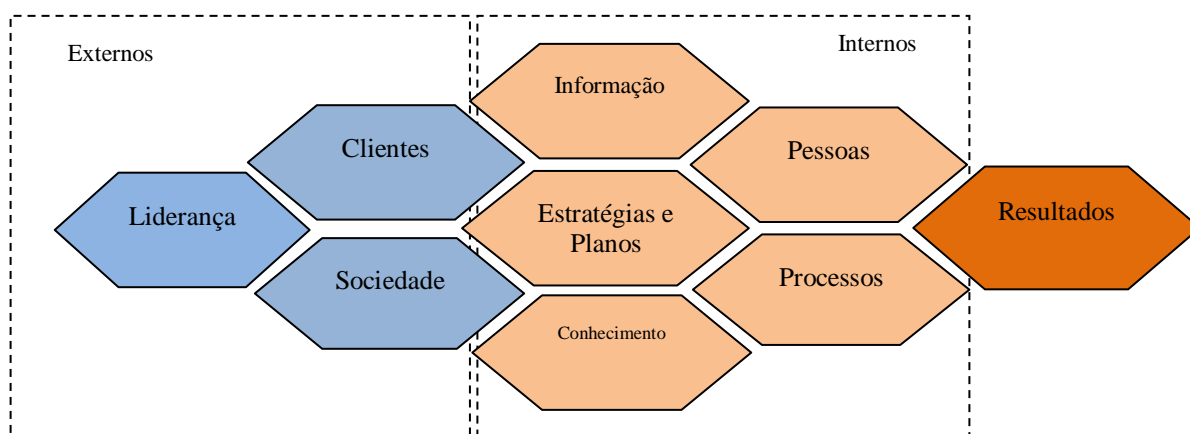 Externos
Internos
Informação
Clientes
Pessoas
Liderança
Estratégias e
Planos
Resultados
Sociedade
Processos
Conhecimento